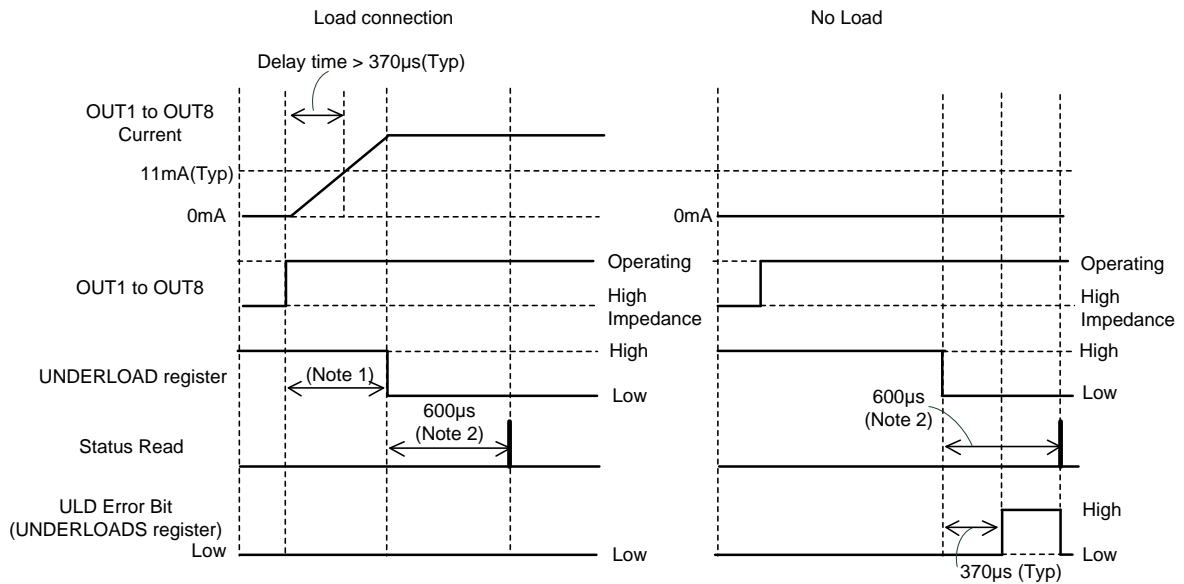 Load connection
No Load
Delay time > 370µs(Typ)
OUT1 to OUT8
Current
11mA(Typ)
0mA
0mA
OUT1 to OUT8
Operating
High
Impedance
Operating
High
Impedance
UNDERLOAD register
(Note 1)
High
Low
High
Low
600µs
(Note 2)
600µs
(Note 2)
Status Read
ULD Error Bit
(UNDERLOADS register)
Low
Low
High
Low
370µs (Typ)